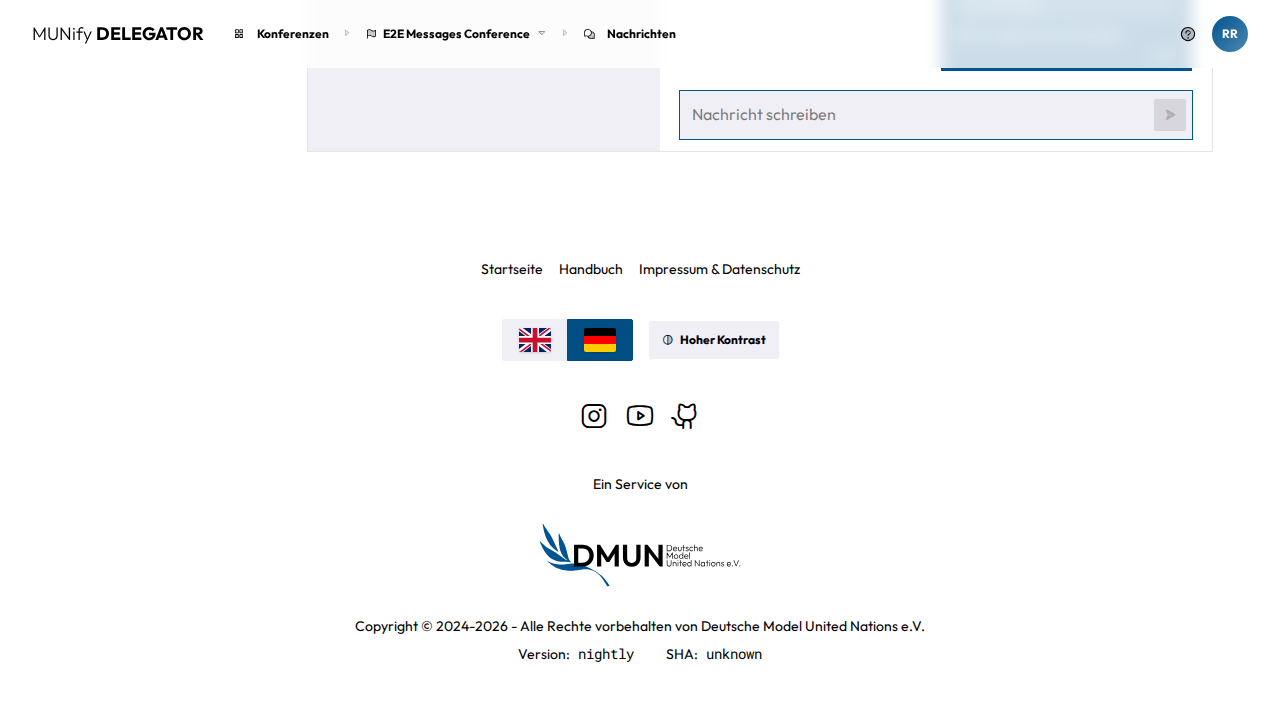 MUNify DELEGATOR
Konferenzen
E2E Messages Conference
Nachrichten
RR
Nachricht schreiben
Startseite Handbuch Impressum & Datenschutz
Hoher Kontrast
Ein Service von
DMUN Deutsche
Model
United Nations e.V.
Copyright © 2024-2026 - Alle Rechte vorbehalten von Deutsche Model United Nations e.V.
Version: nightly SHA: unknown